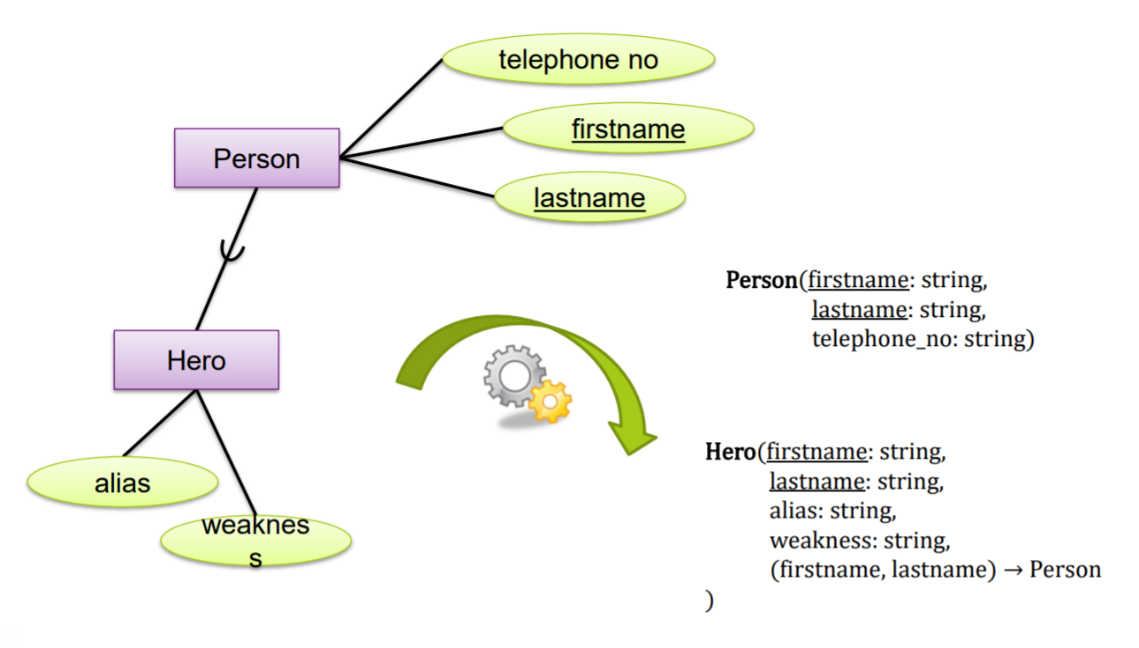 telephone no
firstname
Person
lastname
Person(firstname: string,
lastname: string,
telephone_no: string)
Hero
alias
weaknes
s
Hero(firstname: string,
lastname: string,
alias: string,
weakness: string,
(firstname, lastname) → Person
)